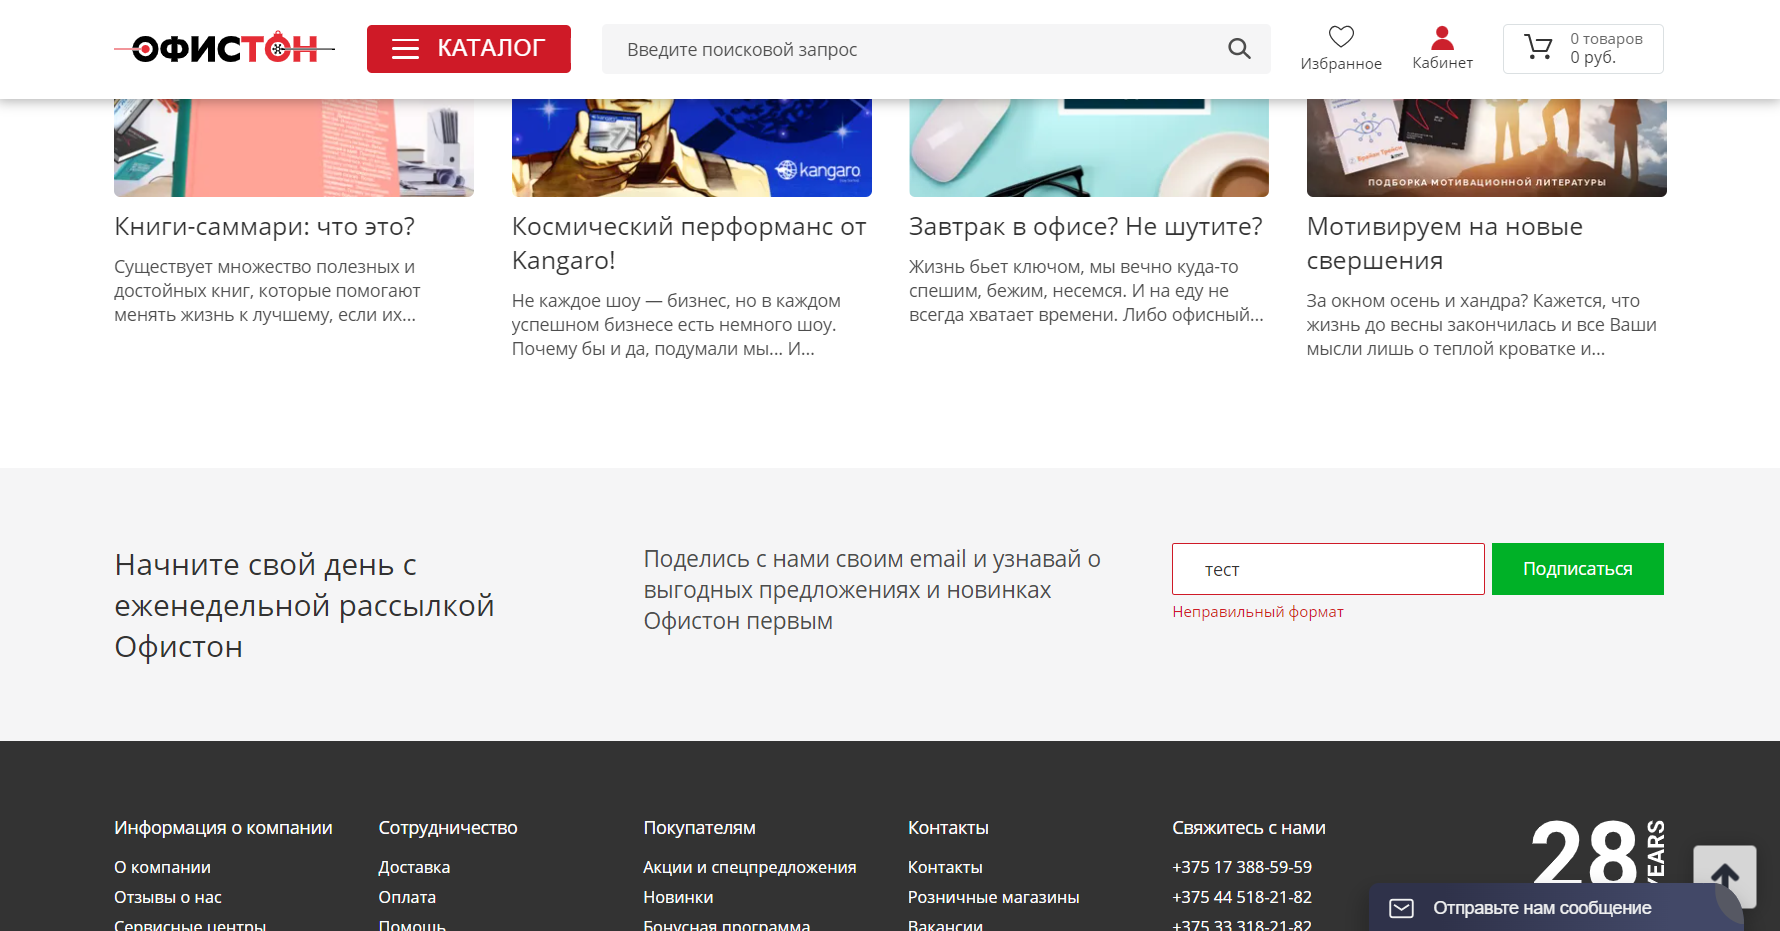 ОФИСТОН
КАТАЛОГ
Введите поисковой запрос
Избранное
Кабинет
0 товаров
0 руб.
kangaro
ПОДБОРКА МОТИВАЦИОННОЙ ЛИТЕРАТУРЫ
Книги-саммари: что это?
Существует множество полезных и
достойных книг, которые помогают
менять жизнь к лучшему, если их...
Космический перформанс от
Kangaro!
Не каждое шоу — бизнес, но в каждом
успешном бизнесе есть немного шоу.
Почему бы и да, подумали мы... И...
Завтрак в офисе? Не шутите?
Жизнь бьет ключом, мы вечно куда-то
спешим, бежим, несемся. И на еду не
всегда хватает времени. Либо офисный...
Мотивируем на новые
свершения
За окном осень и хандра? Кажется, что
жизнь до весны закончилась и все Ваши
мысли лишь о теплой кроватке и...
Начните свой день с
еженедельной рассылкой
Офистон
Поделись с нами своим email и узнавай о
выгодных предложениях и новинках
Офистон первым
тест
Подписаться
Неправильный формат
Информация о компании
О компании
Отзывы о нас
Сервисные центры
Сотрудничество
Доставка
Оплата
Помощь
Покупателям
Акции и спецпредложения
Новинки
Бонусная программа
Контакты
Контакты
Розничные магазины
Вакансии
Свяжитесь с нами
+375 17 388-59-59
+375 44 518-21-82
+375 33 318-21-82
28
YEARS
Отправьте нам сообщение